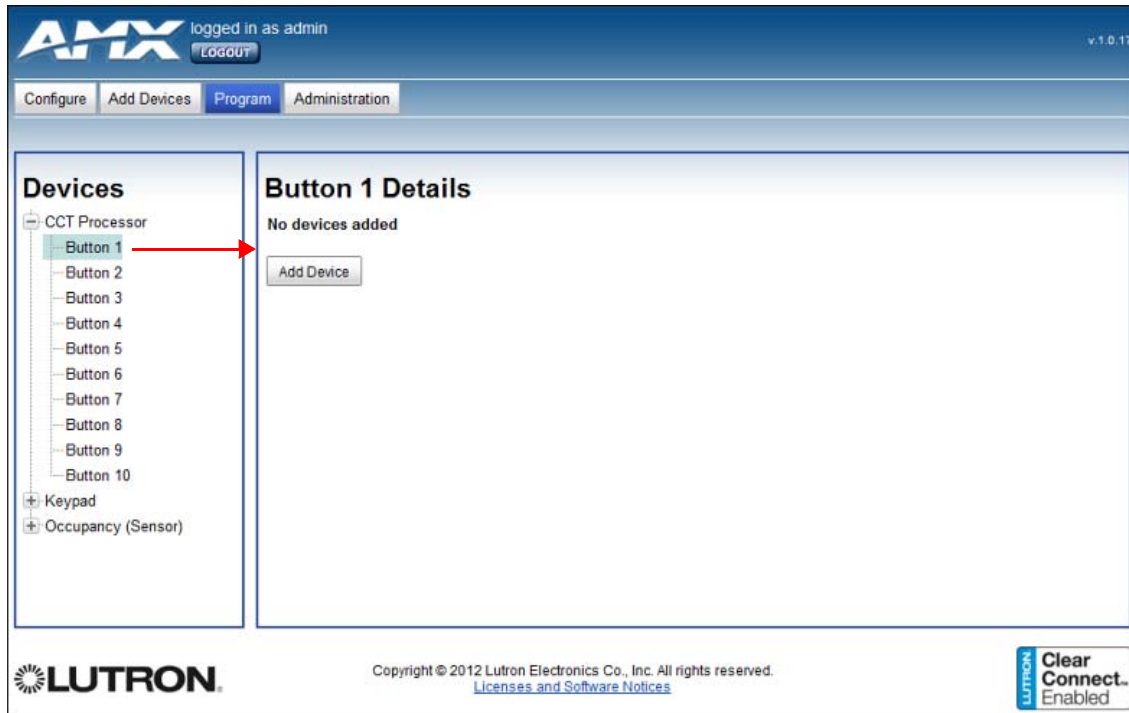 AMX
logged in as admin
LOGOUT
v.1.0.17
Configure Add Devices Program Administration
Devices
CCT Processor
Button 1
Button 2
Button 3
Button 4
Button 5
Button 6
Button 7
Button 8
Button 9
Button 10
Keypad
Occupancy (Sensor)
Button 1 Details
No devices added
Add Device
LUTRON.
Copyright © 2012 Lutron Electronics Co., Inc. All rights reserved.
Licenses and Software Notices
LUTRON
Clear
Connect™
Enabled